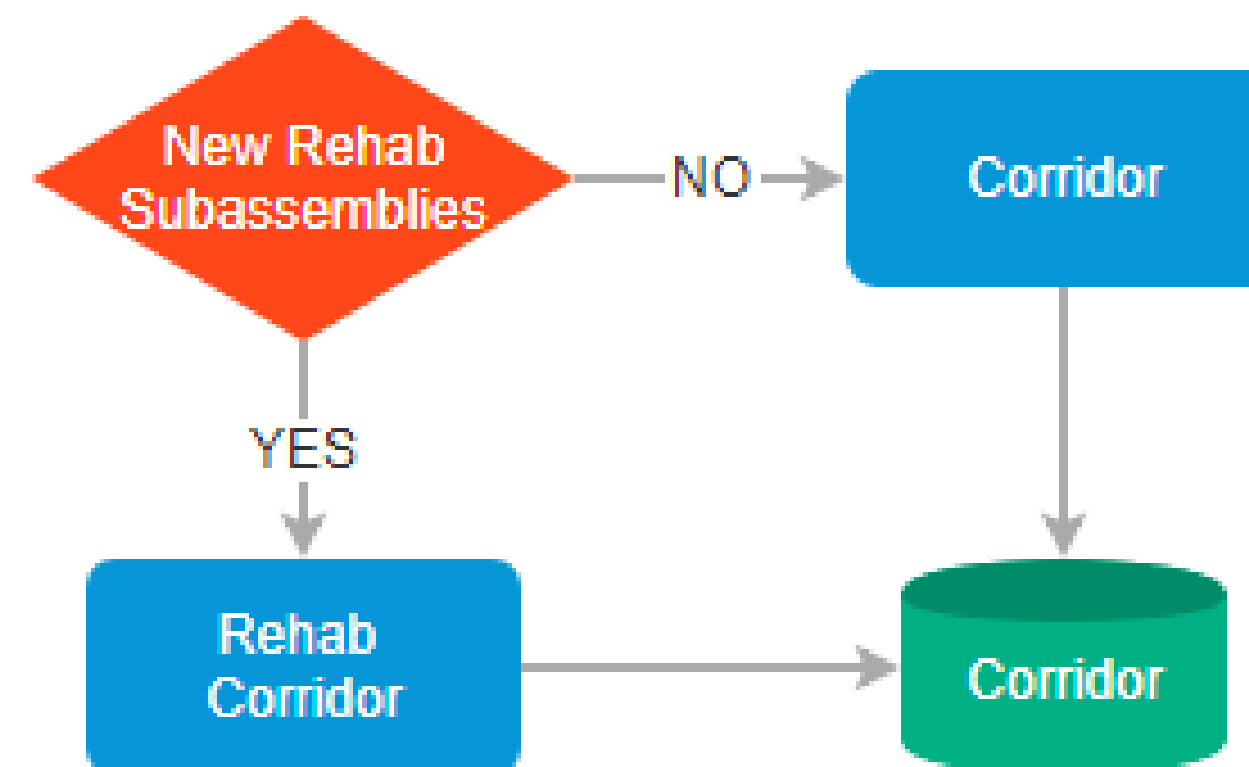 New Rehab
Subassemblies
NO
Corridor
YES
Rehab
Corridor
Corridor